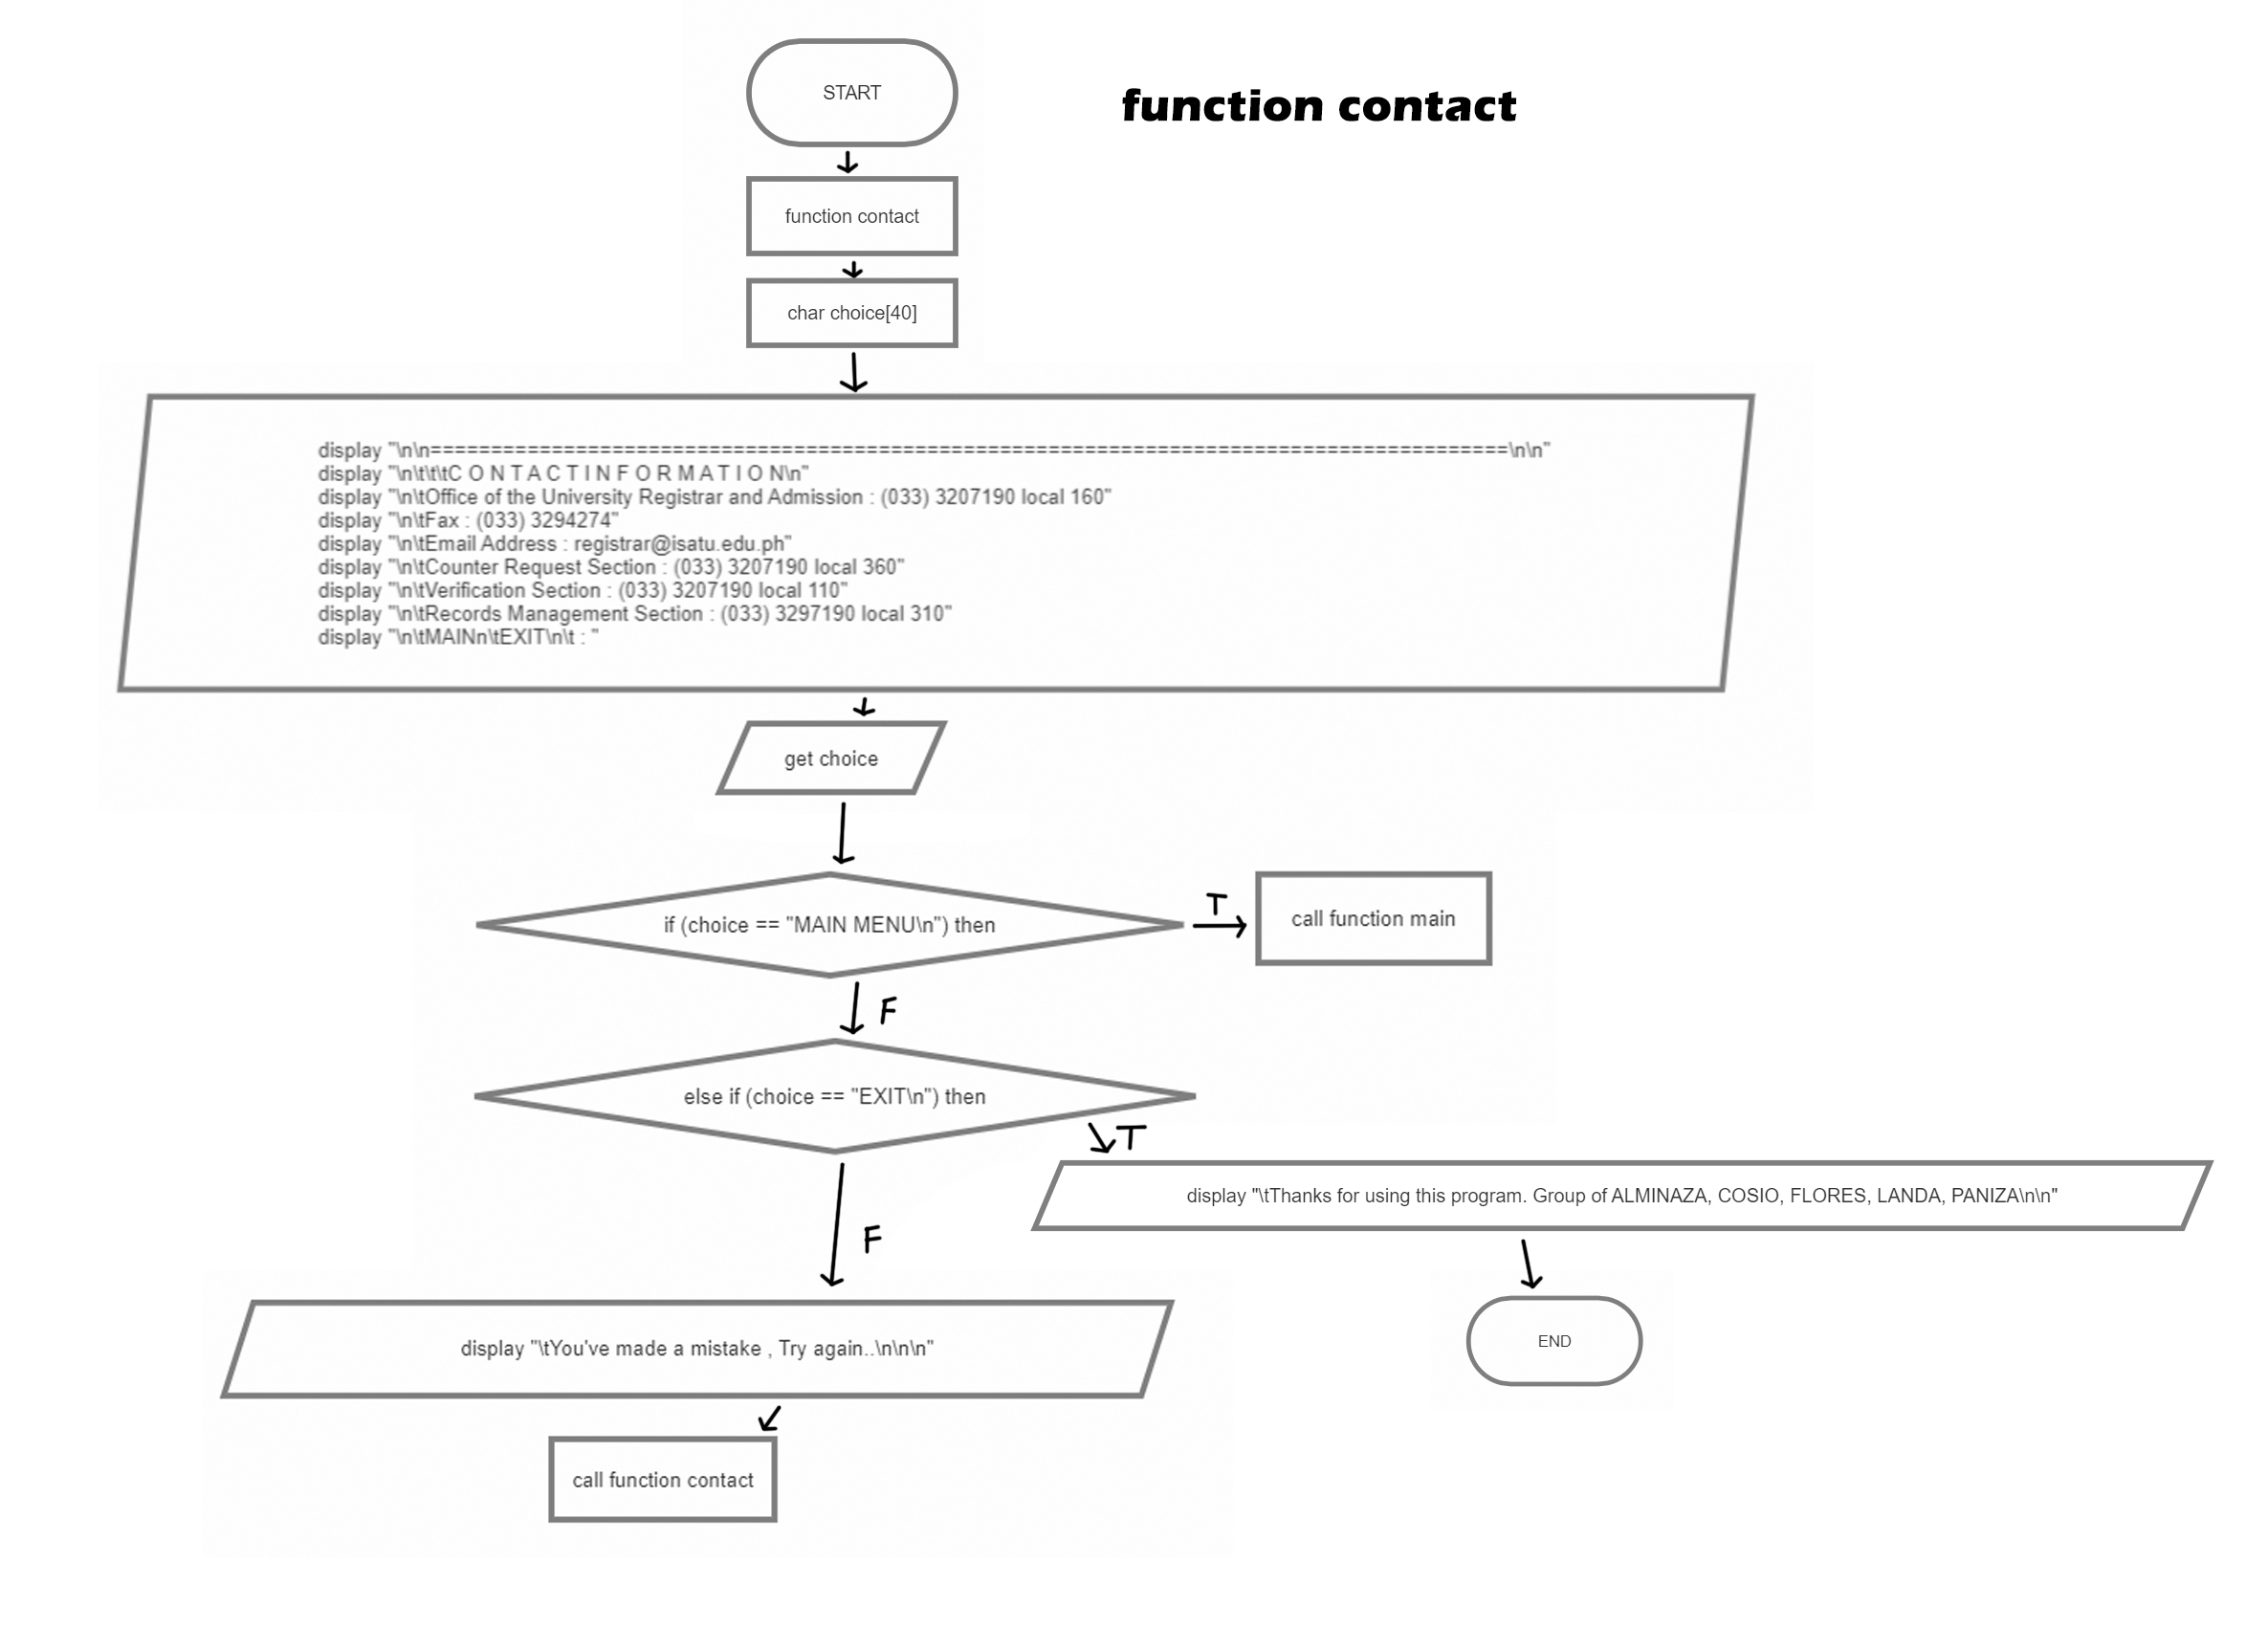 START
function contact
function contact
char choice[40]
display "\n\n=========================================================================================\n\n"
display "\n\t\t\tC O N T A C T I N F O R M A T I O N\n"
display "\n\tOffice of the University Registrar and Admission : (033) 3207190 local 160"
display "\n\tFax : (033) 3294274"
display "\n\tEmail Address : registrar@isatu.edu.ph"
display "\n\tCounter Request Section : (033) 3207190 local 360"
display "\n\tVerification Section : (033) 3207190 local 110"
display "\n\tRecords Management Section : (033) 3297190 local 310"
display "\n\tMAINn\tEXIT\n\t : "
get choice
if (choice == "MAIN MENU\n") then
T
call function main
F
else if (choice == "EXIT\n") then
T
display "\tThanks for using this program. Group of ALMINAZA, COSIO, FLORES, LANDA, PANIZA\n\n"
F
END
display "\tYou've made a mistake , Try again..\n\n\n"
call function contact